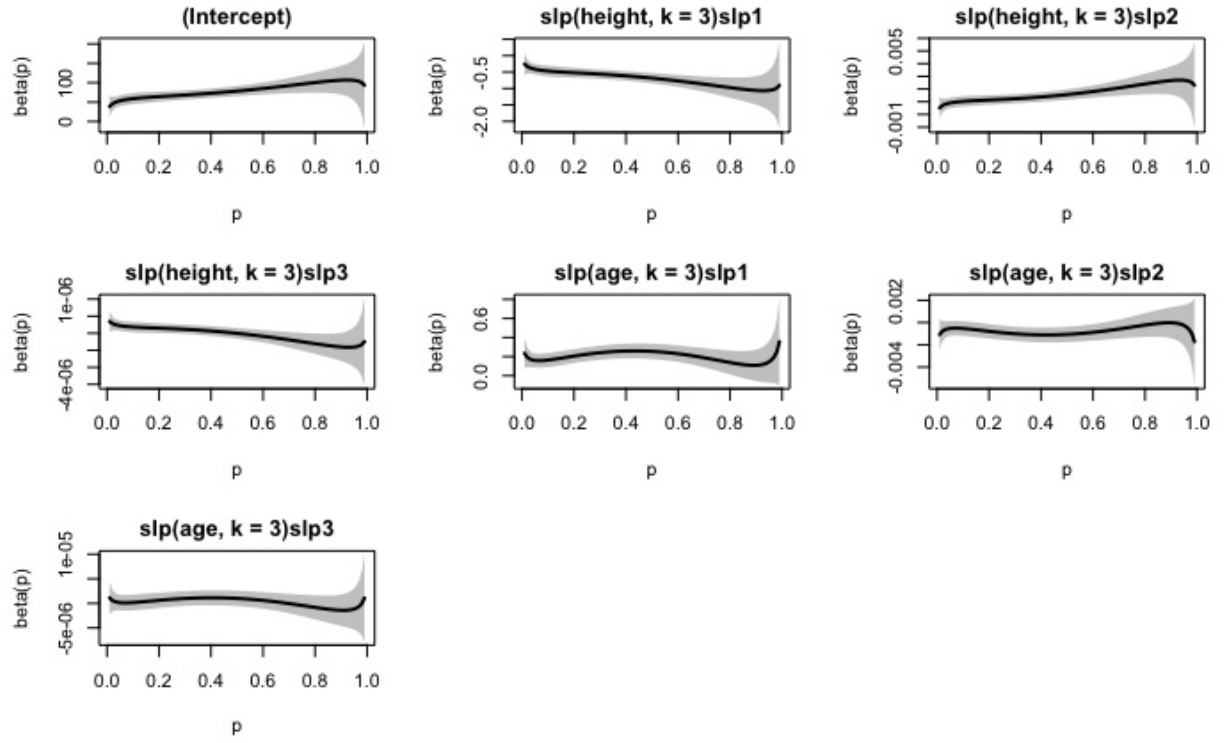 (Intercept)
beta(p)
100
0
0.0 0.2 0.4 0.6 0.8 1.0
p
slp(height, k = 3)slp1
beta(p)
-0.5
-2.0
0.0 0.2 0.4 0.6 0.8 1.0
p
slp(height, k = 3)slp2
beta(p)
0.005
-0.001
0.0 0.2 0.4 0.6 0.8 1.0
p
slp(height, k = 3)slp3
beta(p)
1e-06
-4e-06
0.0 0.2 0.4 0.6 0.8 1.0
p
slp(age, k = 3)slp1
beta(p)
0.6
0.0
0.0 0.2 0.4 0.6 0.8 1.0
p
slp(age, k = 3)slp2
beta(p)
0.002
-0.004
0.0 0.2 0.4 0.6 0.8 1.0
p
slp(age, k = 3)slp3
beta(p)
1e-05
-5e-06
0.0 0.2 0.4 0.6 0.8 1.0
p